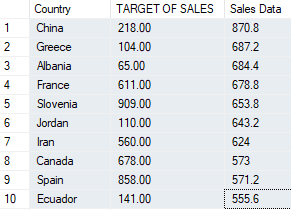 Country TARGET OF SALES Sales Data
1 China 218.00 870.8
2 Greece 104.00 687.2
3 Albania 65.00 684.4
4 France 611.00 678.8
5 Slovenia 909.00 653.8
6 Jordan 110.00 643.2
7 Iran 560.00 624
8 Canada 678.00 573
9 Spain 858.00 571.2
10 Ecuador 141.00 555.6